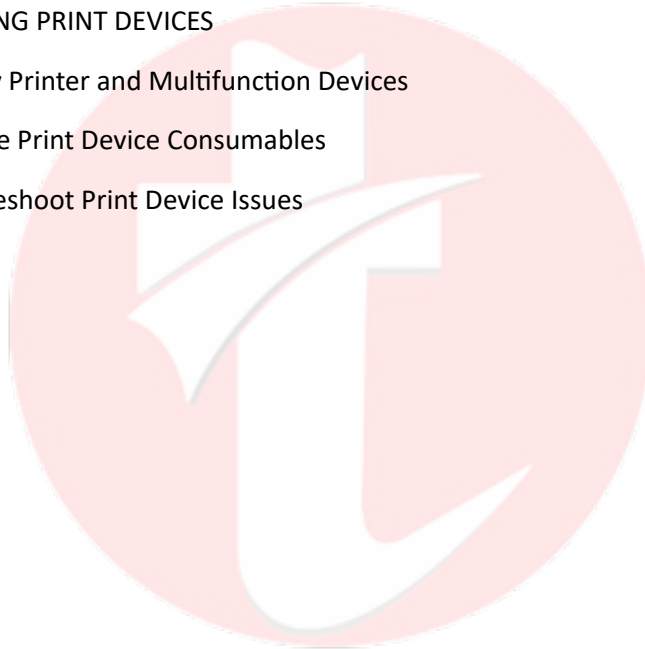 NG PRINT DEVICES
Printer and Multifunction Devices
e Print Device Consumables
eshoot Print Device Issues